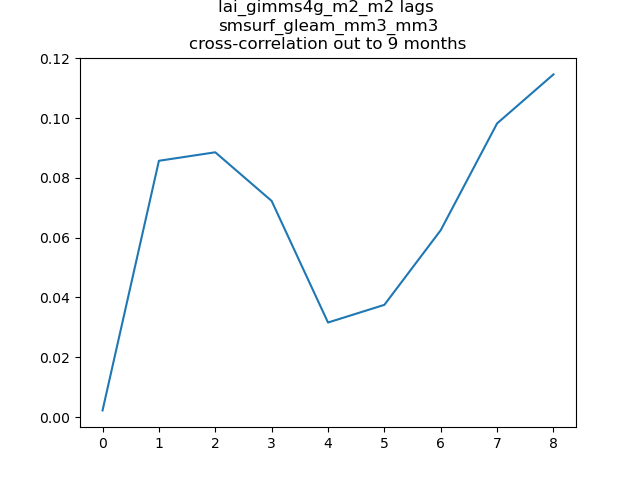 lai_gimms4g_m2_m2 lags
smsurf_gleam_mm3_mm3
cross-correlation out to 9 months
0.12
0.10
0.08
0.06
0.04
0.02
0.00
0 1 2 3 4 5 6 7 8